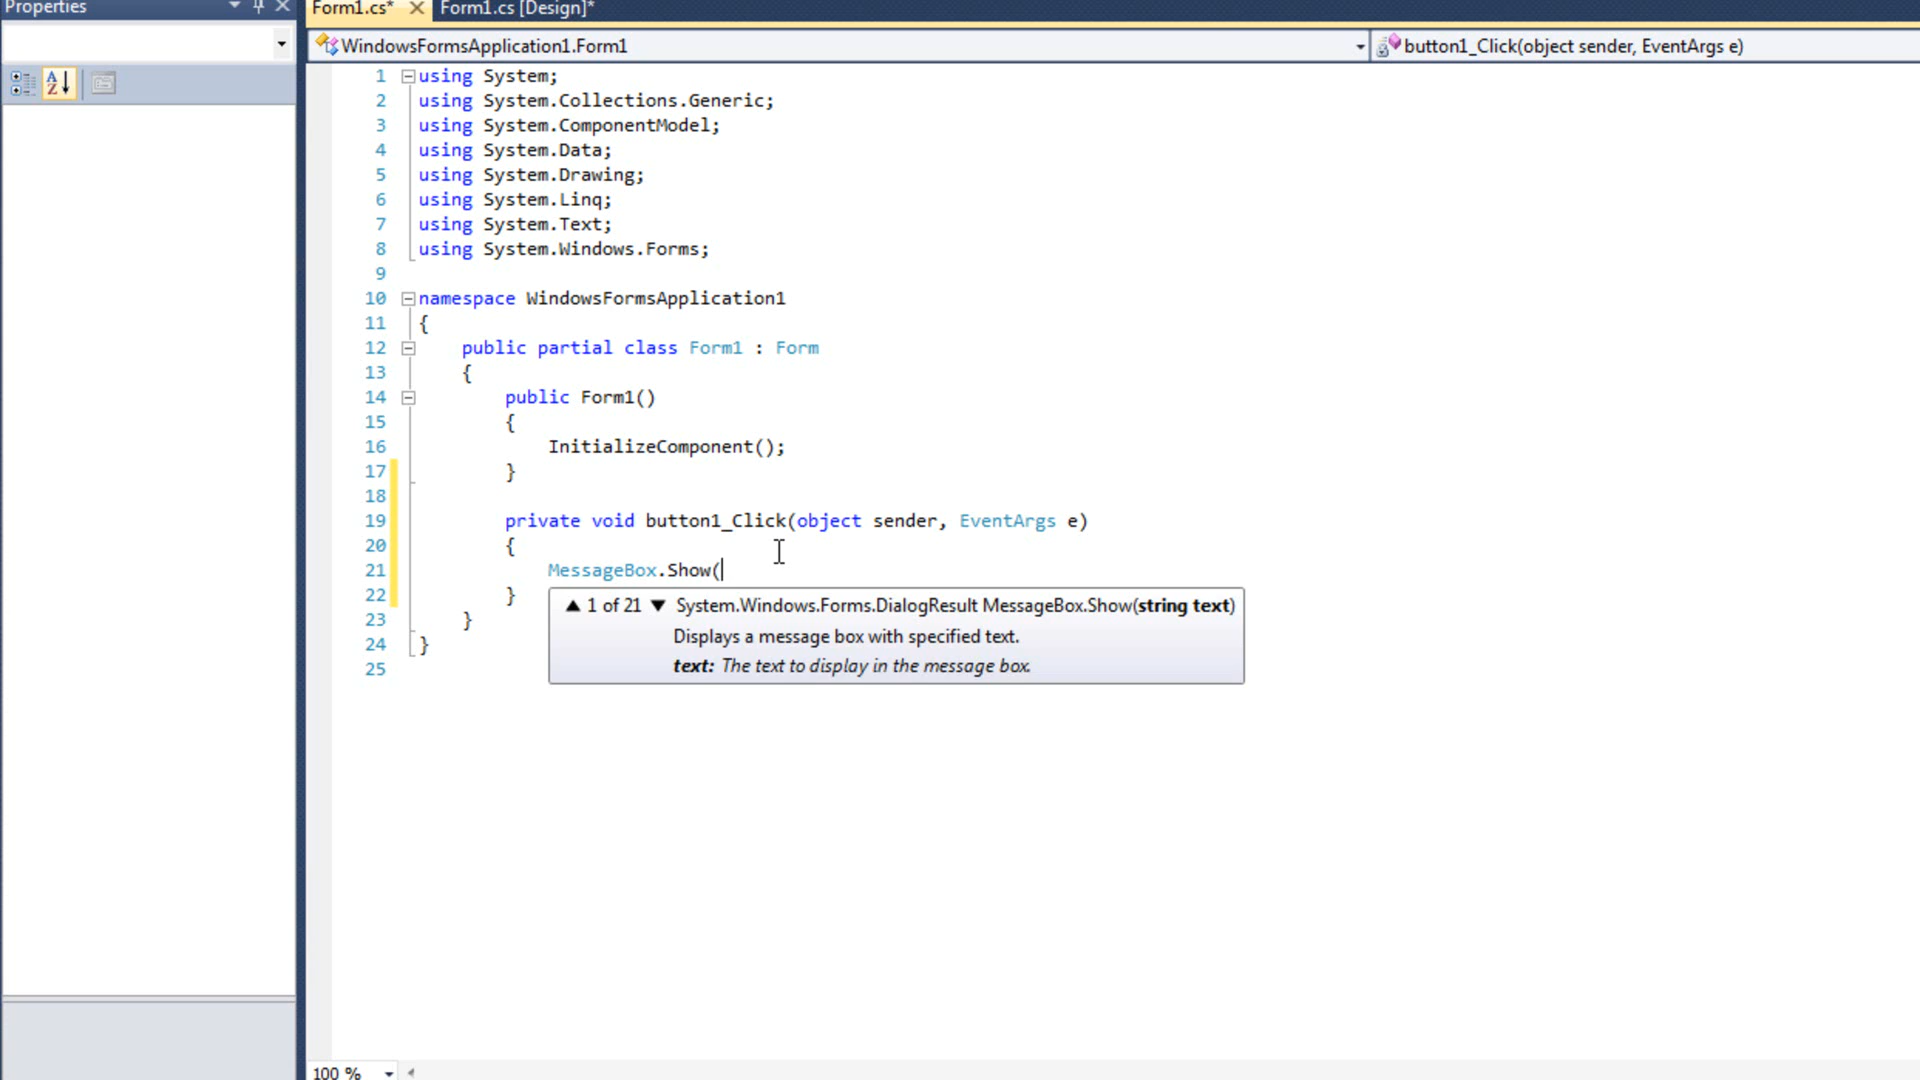 Properties
Form1.cs*
Form1.cs [Design]*
WindowsFormsApplication1.Form1
button1_Click(object sender, EventArgs e)
1 using System;
2 using System.Collections.Generic;
3 using System.ComponentModel;
4 using System.Data;
5 using System.Drawing;
6 using System.Linq;
7 using System.Text;
8 using System.Windows.Forms;
9
10 namespace WindowsFormsApplication1
11 {
12 public partial class Form1 : Form
13 {
14 public Form1()
15 {
16 InitializeComponent();
17 }
18
19 private void button1_Click(object sender, EventArgs e)
20 {
21 MessageBox.Show(
22 }
23 }
24 }
25
▲ 1 of 21 ▼ System.Windows.Forms.DialogResult MessageBox.Show(string text)
Displays a message box with specified text.
text: The text to display in the message box.
100 %